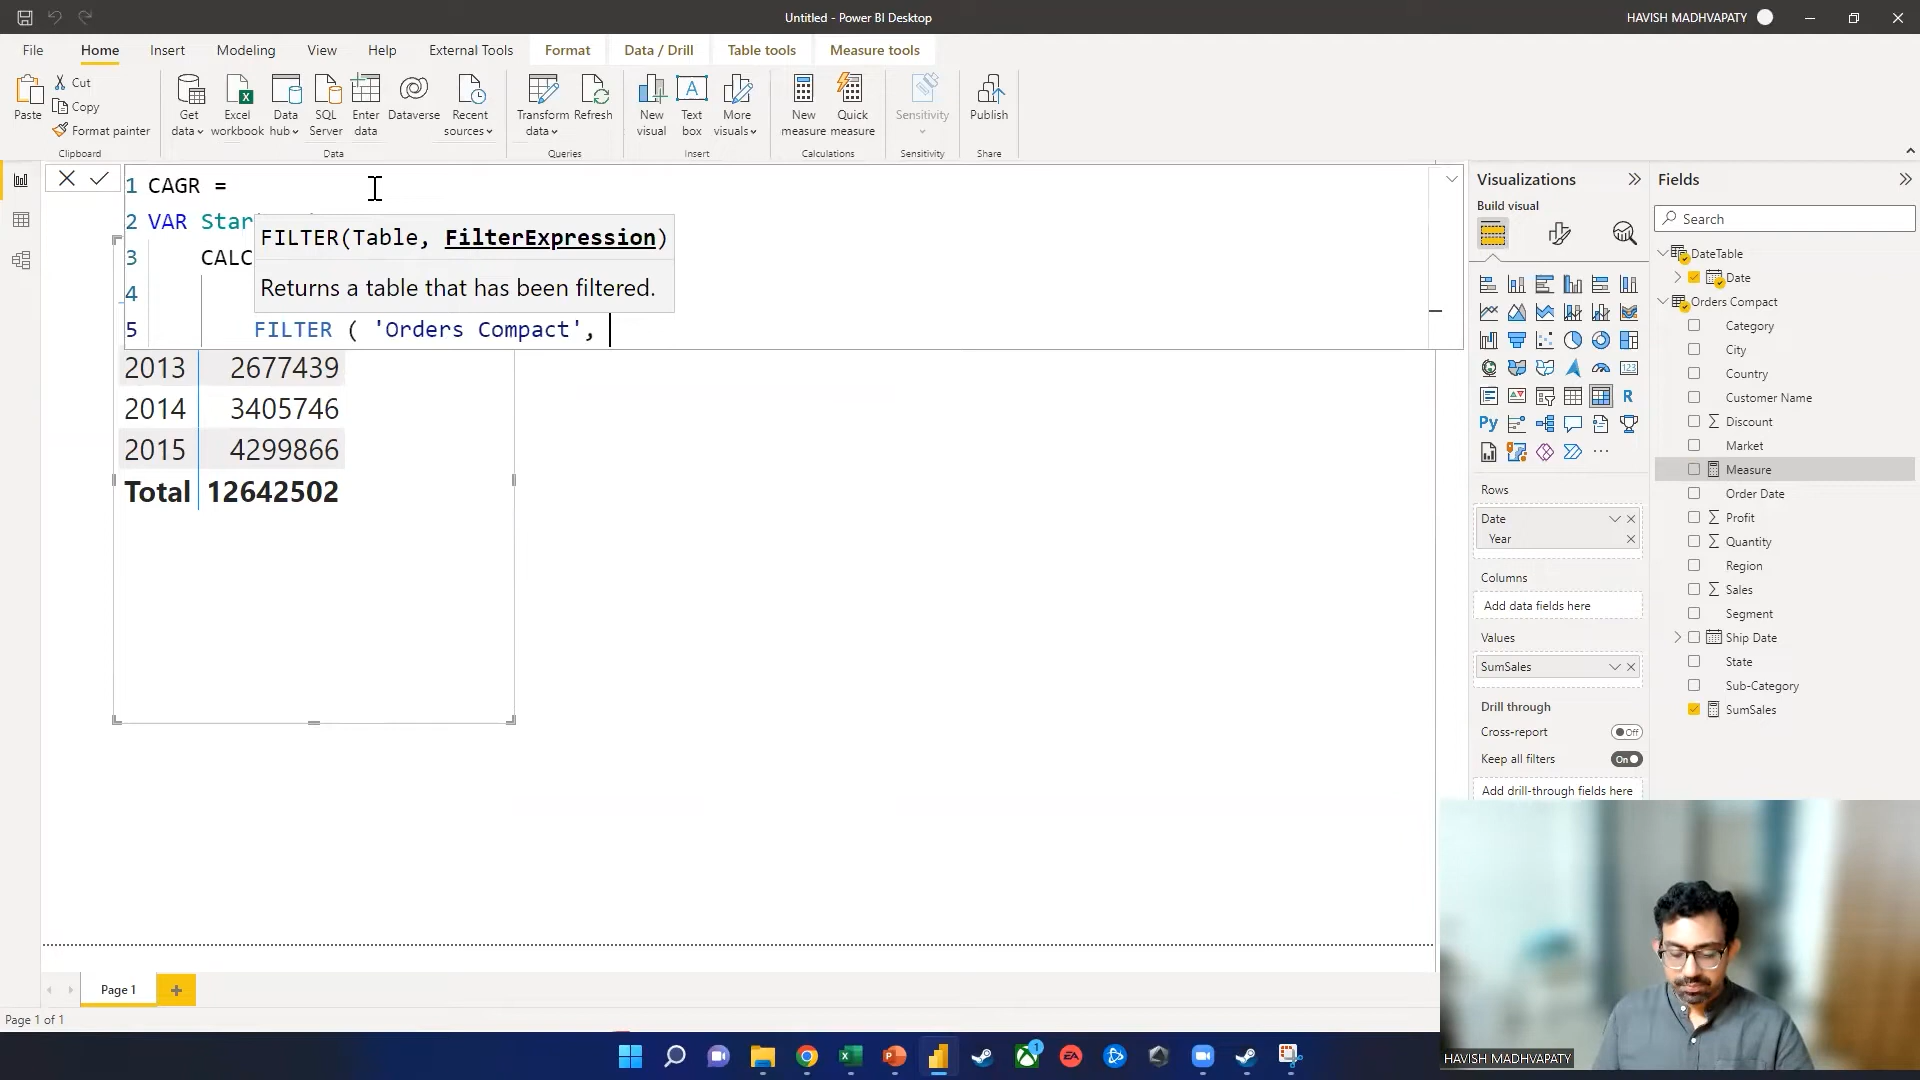 Untitled - Power BI Desktop
HAVISH MADHVAPATY
File Home Insert Modeling View Help External Tools Format Data / Drill Table tools Measure tools
Paste
Cut
Copy
Format painter
Clipboard
Get data
Excel workbook
Data hub
SQL Server
Enter data
Dataverse
Recent sources
Data
Transform data
Refresh
Queries
New visual
Text box
More visuals
Insert
New measure
Quick measure
Calculations
Sensitivity
Sensitivity
Publish
Share
1 CAGR =
2 VAR Star
3 CALC
4
5 FILTER ( 'Orders Compact',
FILTER(Table, FilterExpression)
Returns a table that has been filtered.
2013 2677439
2014 3405746
2015 4299866
Total 12642502
Visualizations
Build visual
R
Py
123
Rows
Date
Year
Columns
Add data fields here
Values
SumSales
Drill through
Cross-report Off
Keep all filters On
Add drill-through fields here
Fields
Search
DateTable
Date
Orders Compact
Category
City
Country
Customer Name
Discount
Market
Measure
Order Date
Profit
Quantity
Region
Sales
Segment
Ship Date
State
Sub-Category
SumSales
Page 1
Page 1 of 1
1
EA
HAVISH MADHVAPATY